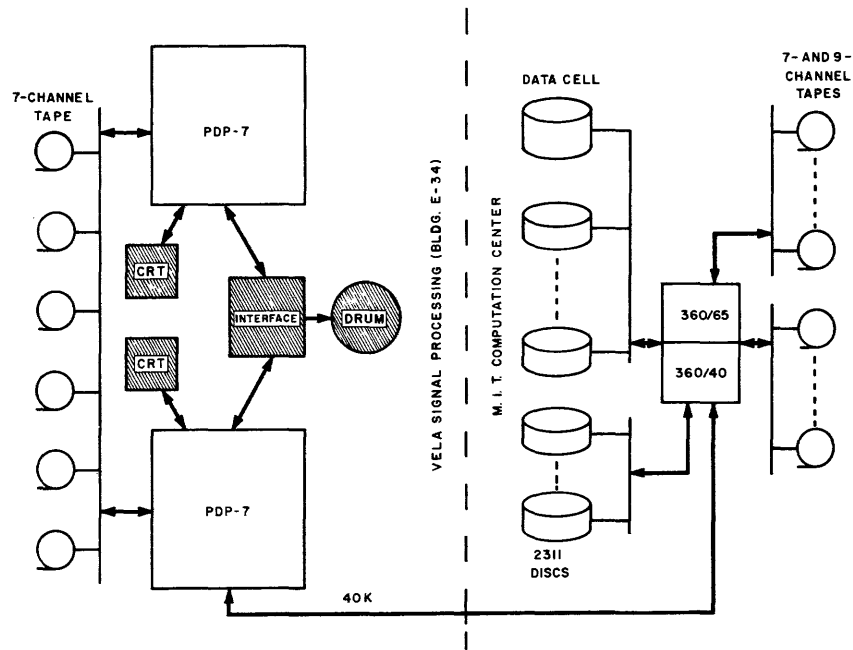 7-CHANNEL
TAPE
PDP-7
CRT
INTERFACE
DRUM
CRT
PDP-7
40K
VELA SIGNAL PROCESSING (BLDG. E-34)
M. I. T. COMPUTATION CENTER
DATA CELL
2311
DISCS
360/65
360/40
7- AND 9-
CHANNEL
TAPES